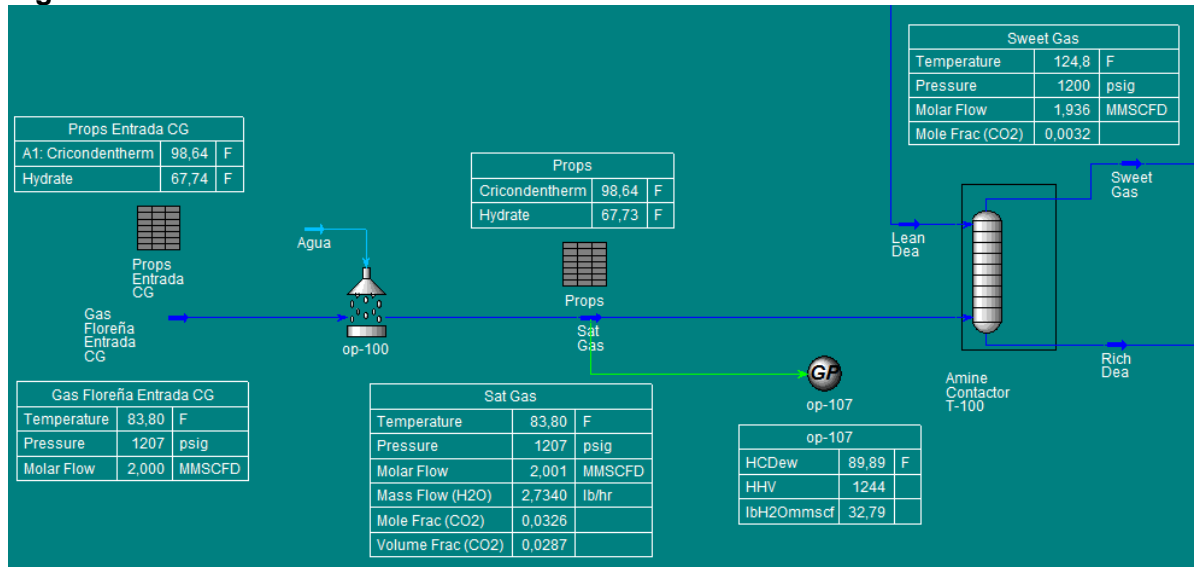 Sweet Gas
Temperature 124,8 F
Pressure 1200 psig
Molar Flow 1,936 MMSCFD
Mole Frac (CO2) 0,0032
Props Entrada CG
A1: Cricondentherm 98,64 F
Hydrate 67,74 F
Props
Cricondentherm 98,64 F
Hydrate 67,73 F
Sweet
Gas
Agua
Lean
Dea
Props
Entrada
CG
Props
Gas
Floreña
Entrada
CG
Sat
Gas
op-100
Rich
Dea
GP
op-107
Amine
Contactor
T-100
Gas Floreña Entrada CG
Temperature 83,80 F
Pressure 1207 psig
Molar Flow 2,000 MMSCFD
Sat Gas
Temperature 83,80 F
Pressure 1207 psig
Molar Flow 2,001 MMSCFD
Mass Flow (H2O) 2,7340 lb/hr
Mole Frac (CO2) 0,0326
Volume Frac (CO2) 0,0287
op-107
HCDew 89,89 F
HHV 1244
lbH2Ommscf 32,79